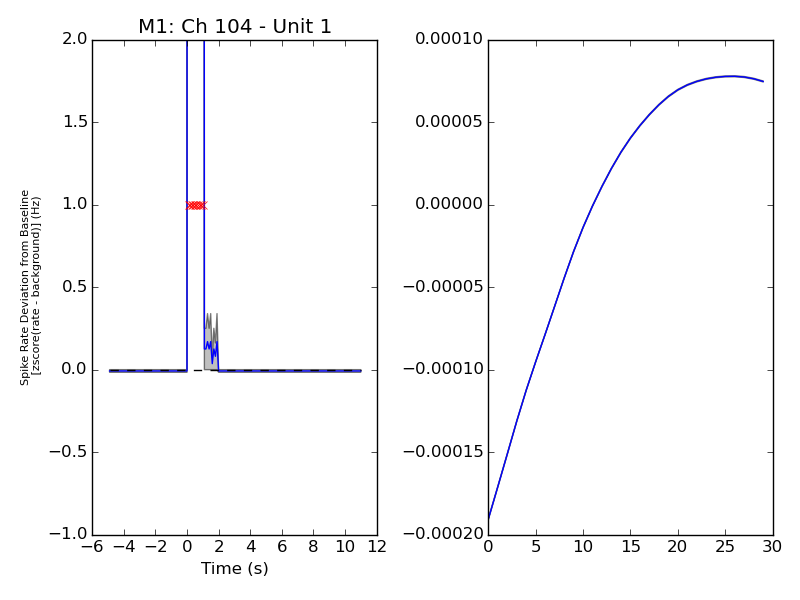 M1: Ch 104 - Unit 1
Spike Rate Deviation from Baseline
[zscore(rate - background)] (Hz)
2.0
1.5
1.0
0.5
0.0
−0.5
−1.0
−6 −4 −2 0 2 4 6 8 10 12
Time (s)
0.00010
0.00005
0.00000
−0.00005
−0.00010
−0.00015
−0.00020
0 5 10 15 20 25 30